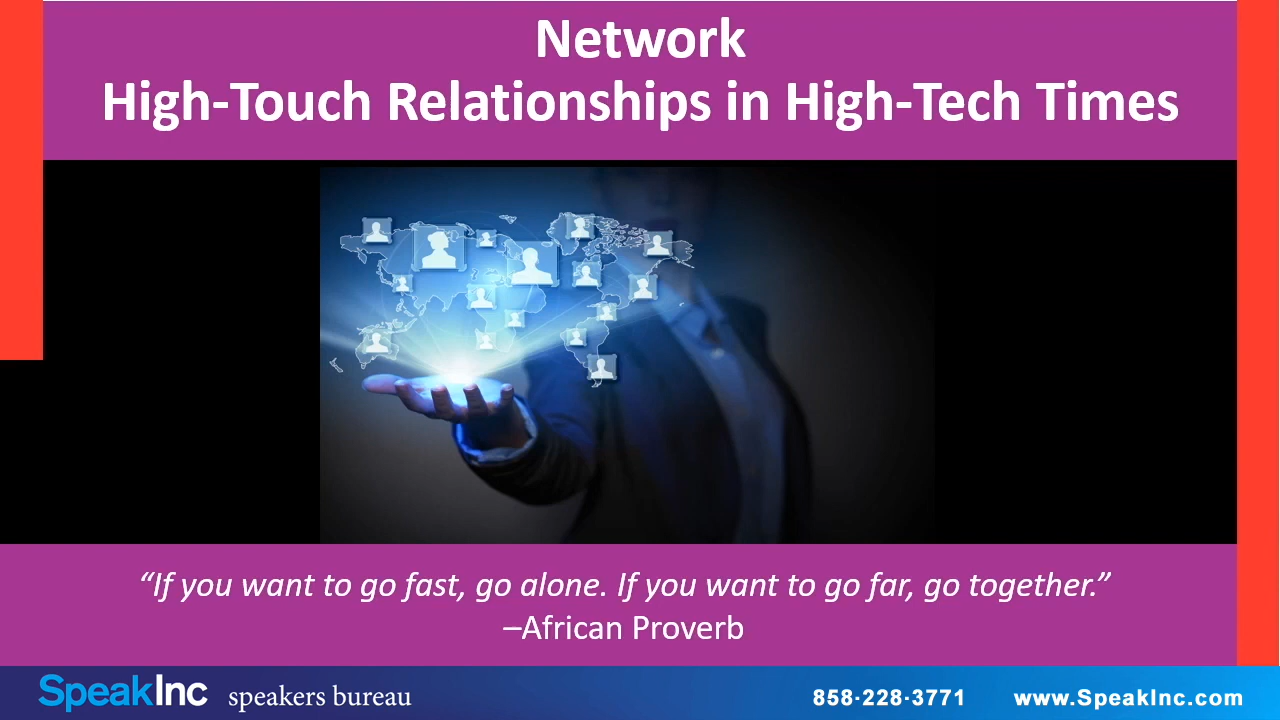 Network
High-Touch Relationships in High-Tech Times
“If you want to go fast, go alone. If you want to go far, go together.”
–African Proverb
SpeakInc speakers bureau 858·228·3771 www.SpeakInc.com